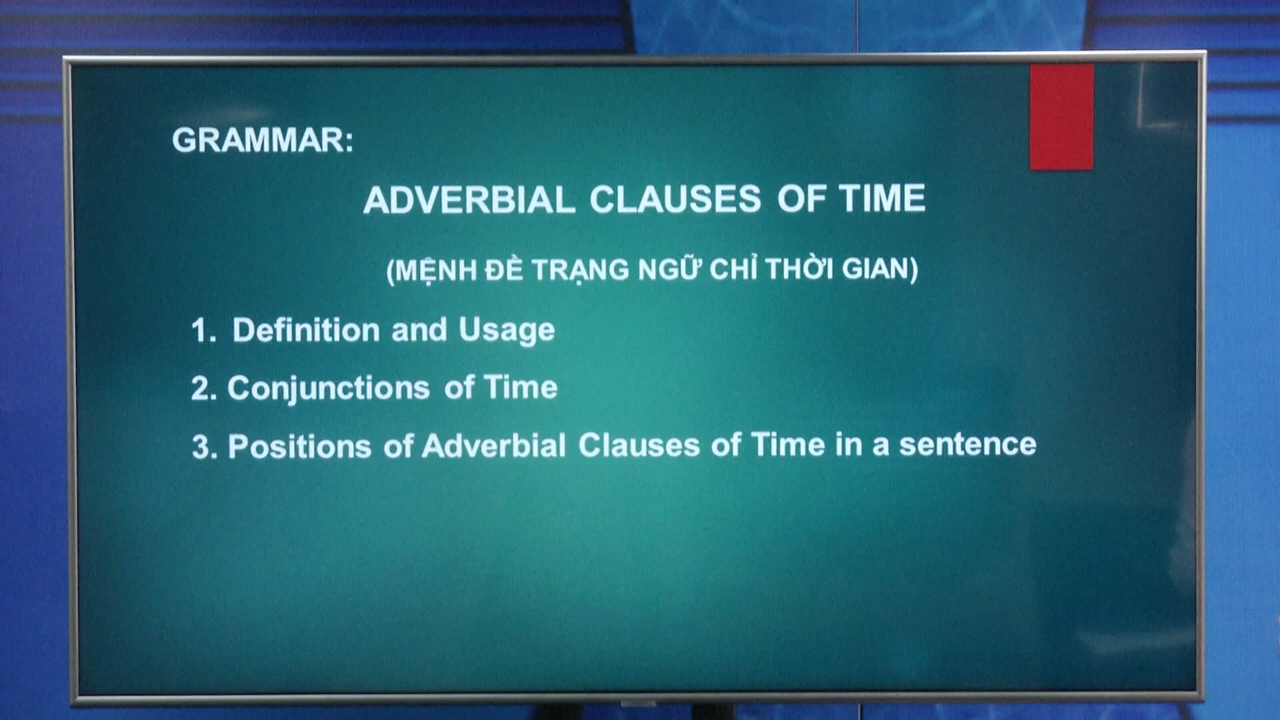 GRAMMAR:
ADVERBIAL CLAUSES OF TIME
(MỆNH ĐỀ TRẠNG NGỮ CHỈ THỜI GIAN)
1. Definition and Usage
2. Conjunctions of Time
3. Positions of Adverbial Clauses of Time in a sentence